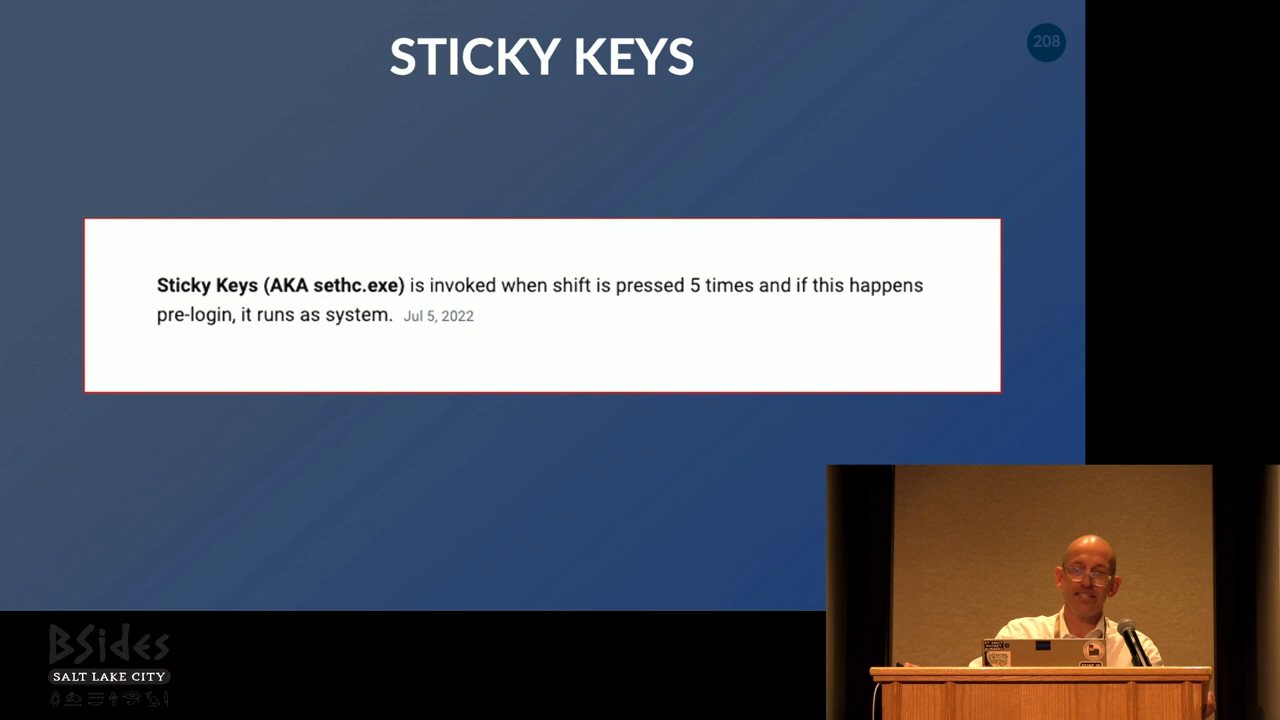 STICKY KEYS
208
Sticky Keys (AKA sethc.exe) is invoked when shift is pressed 5 times and if this happens
pre-login, it runs as system. Jul 5, 2022
BSides
SALT LAKE CITY